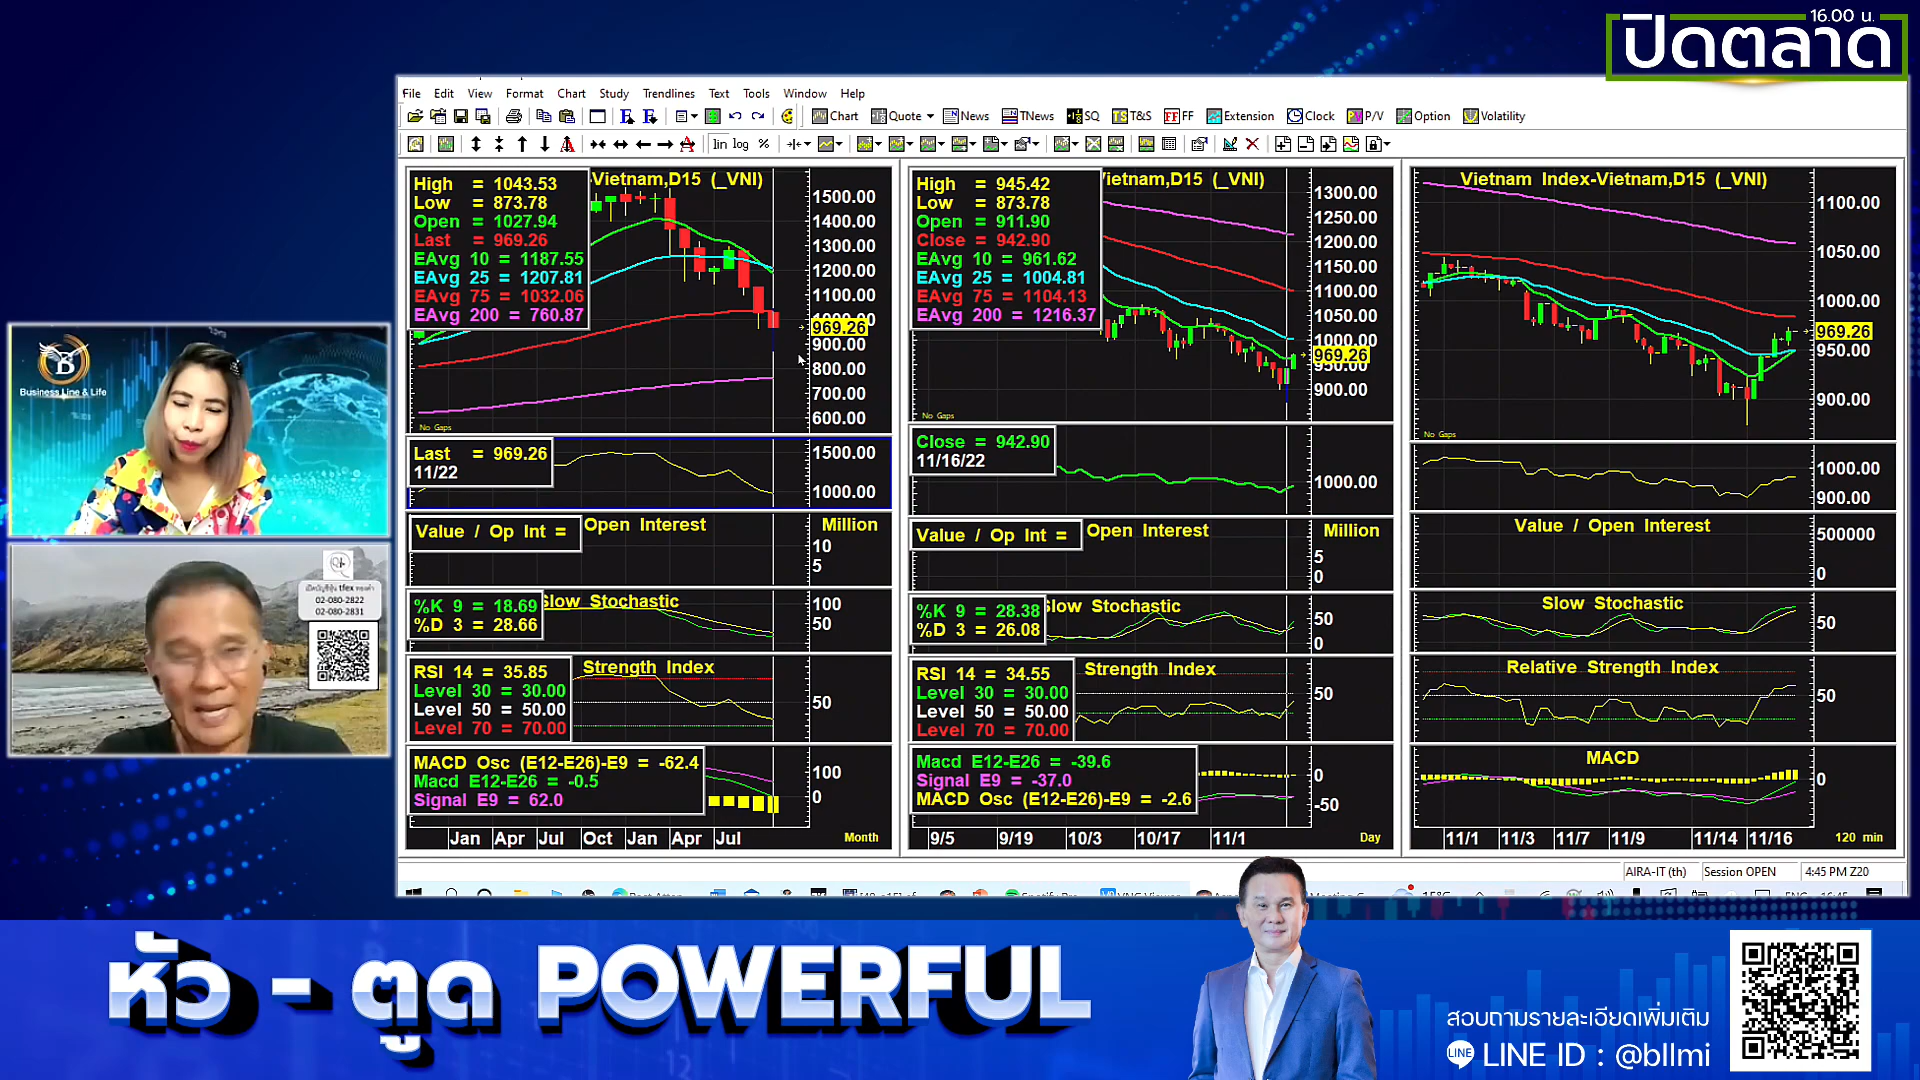 16.00 น.
ปิดตลาด
File Edit View Format Chart Study Trendlines Text Tools Window Help
Chart Quote News TNews SQ T&S FF Extension Clock P/V Option Volatility
lin log %
High = 1043.53
Low = 873.78
Open = 1027.94
Last = 969.26
EAvg 10 = 1187.55
EAvg 25 = 1207.81
EAvg 75 = 1032.06
EAvg 200 = 760.87
Vietnam,D15 (_VNI)
1500.00
1400.00
1300.00
1200.00
1100.00
969.26
900.00
800.00
700.00
600.00
No Gaps
Last = 969.26
11/22
1500.00
1000.00
Value / Op Int =
Open Interest
Million
10
5
%K 9 = 18.69
%D 3 = 28.66
Slow Stochastic
100
50
RSI 14 = 35.85
Level 30 = 30.00
Level 50 = 50.00
Level 70 = 70.00
Strength Index
50
MACD Osc (E12-E26)-E9 = -62.4
Macd E12-E26 = -0.5
Signal E9 = 62.0
100
0
Jan Apr Jul Oct Jan Apr Jul
Month
High = 945.42
Low = 873.78
Open = 911.90
Close = 942.90
EAvg 10 = 961.62
EAvg 25 = 1004.81
EAvg 75 = 1104.13
EAvg 200 = 1216.37
Vietnam,D15 (_VNI)
1300.00
1250.00
1200.00
1150.00
1100.00
1050.00
1000.00
969.26
950.00
900.00
No Gaps
Close = 942.90
11/16/22
1000.00
Value / Op Int =
Open Interest
Million
5
0
%K 9 = 28.38
%D 3 = 26.08
Slow Stochastic
50
0
RSI 14 = 34.55
Level 30 = 30.00
Level 50 = 50.00
Level 70 = 70.00
Strength Index
50
Macd E12-E26 = -39.6
Signal E9 = -37.0
MACD Osc (E12-E26)-E9 = -2.6
0
-50
9/5 9/19 10/3 10/17 11/1
Day
Vietnam Index-Vietnam,D15 (_VNI)
1100.00
1050.00
1000.00
969.26
950.00
900.00
No Gaps
1000.00
900.00
Value / Open Interest
500000
0
Slow Stochastic
50
Relative Strength Index
50
MACD
0
11/1 11/3 11/7 11/9 11/14 11/16
120 min
AIRA-IT (th) Session OPEN 4:45 PM Z20
B
Business Line & Life
02-080-2822
02-080-2831
หัว - ตูด POWERFUL
สอบถามรายละเอียดเพิ่มเติม
LINE LINE ID : @bllmi